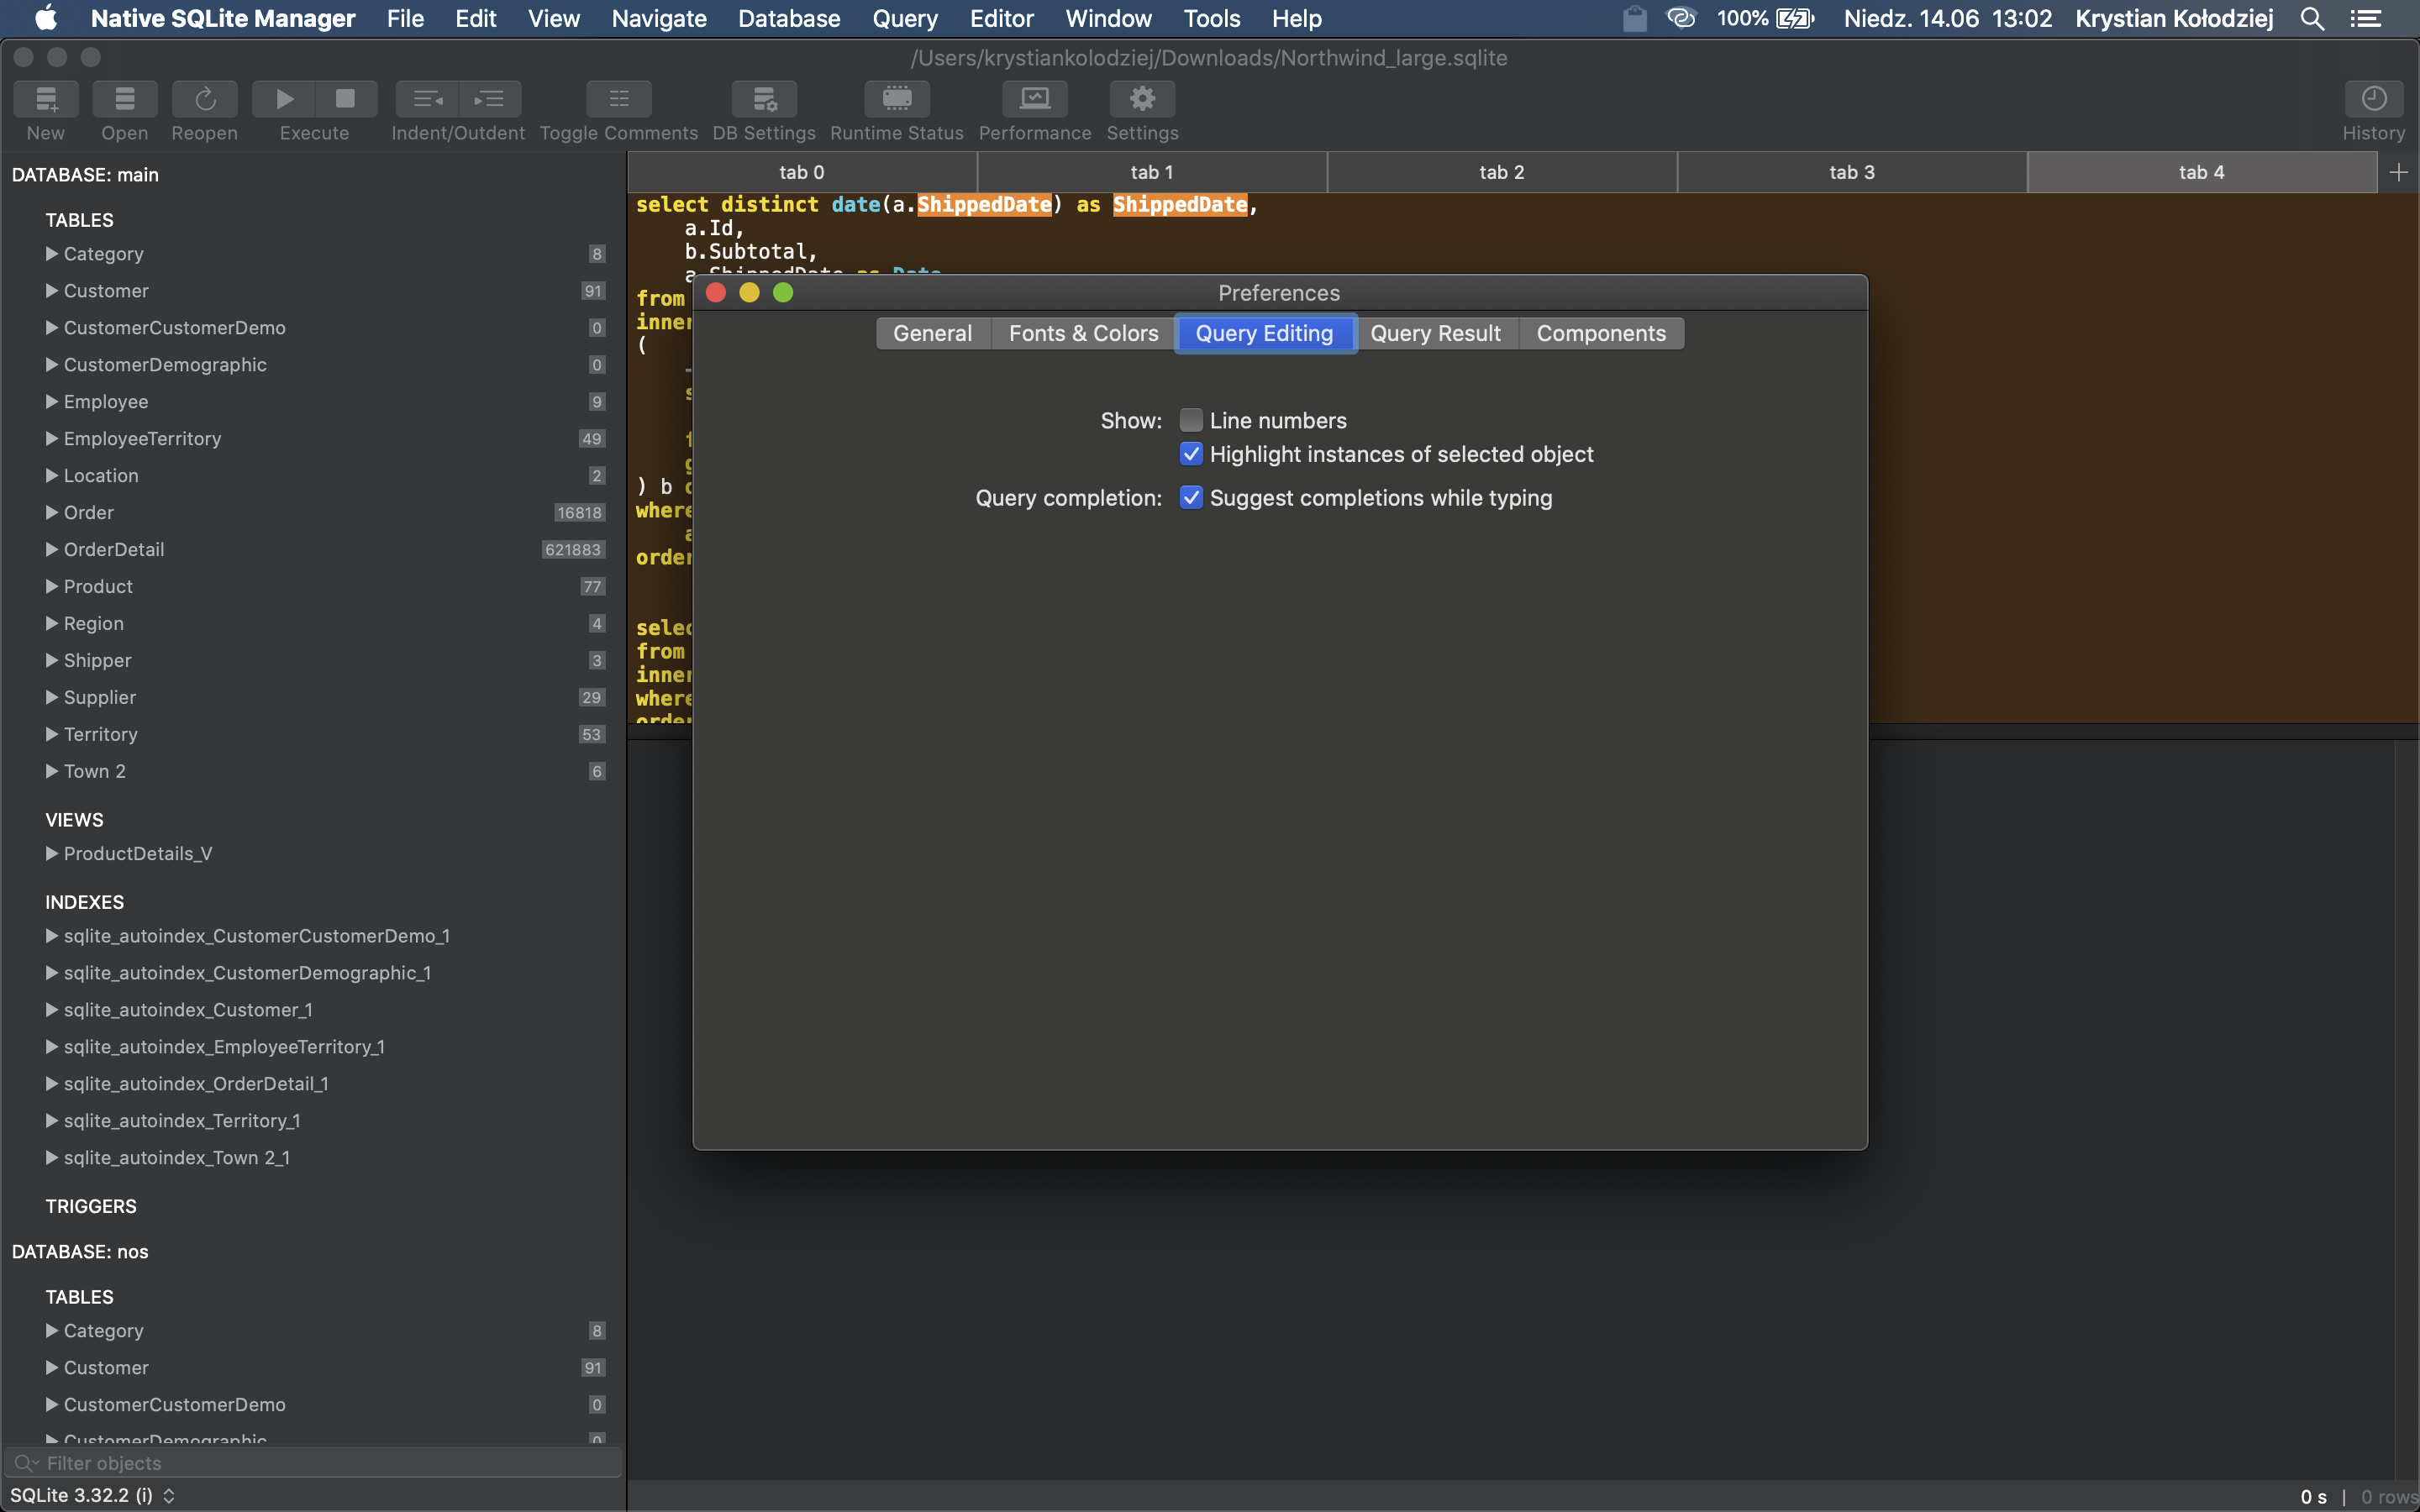 Native SQLite Manager File Edit View Navigate Database Query Editor Window Tools Help 100% Niedz. 14.06 13:02 Krystian Kołodziej
/Users/krystiankolodziej/Downloads/Northwind_large.sqlite
New Open Reopen Execute Indent/Outdent Toggle Comments DB Settings Runtime Status Performance Settings History
DATABASE: main
TABLES
Category 8
Customer 91
CustomerCustomerDemo 0
CustomerDemographic 0
Employee 9
EmployeeTerritory 49
Location 2
Order 16818
OrderDetail 621883
Product 77
Region 4
Shipper 3
Supplier 29
Territory 53
Town 2 6
VIEWS
ProductDetails_V
INDEXES
sqlite_autoindex_CustomerCustomerDemo_1
sqlite_autoindex_CustomerDemographic_1
sqlite_autoindex_Customer_1
sqlite_autoindex_EmployeeTerritory_1
sqlite_autoindex_OrderDetail_1
sqlite_autoindex_Territory_1
sqlite_autoindex_Town 2_1
TRIGGERS
DATABASE: nos
TABLES
Category 8
Customer 91
CustomerCustomerDemo 0
CustomerDemographic 0
Filter objects
SQLite 3.32.2 (i)
tab 0 tab 1 tab 2 tab 3 tab 4
select distinct date(a.ShippedDate) as ShippedDate,
a.Id,
b.Subtotal,
a.ShippedDate as Date
from
inner
(
) b
where
order
selec
from
inner
where
order
Preferences
General Fonts & Colors Query Editing Query Result Components
Show: Line numbers
Highlight instances of selected object
Query completion: Suggest completions while typing
0 s | 0 rows